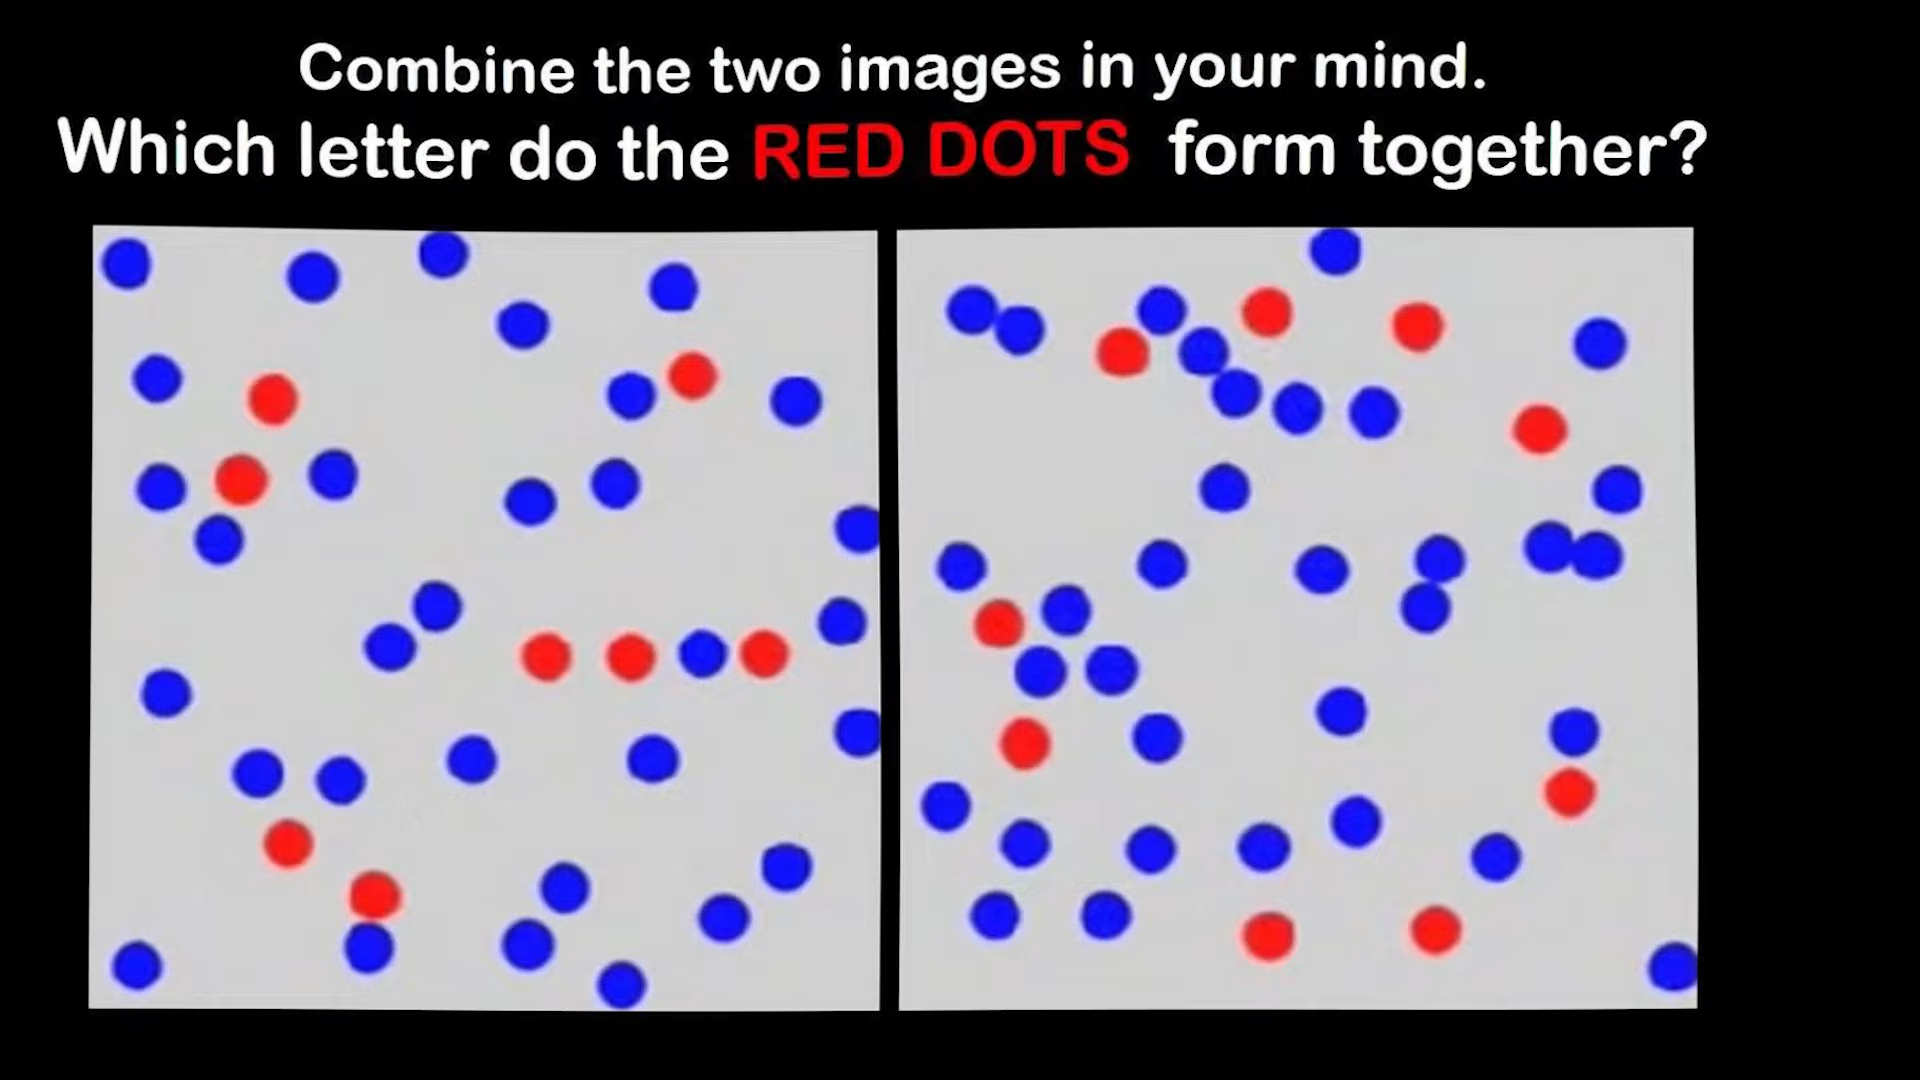 Combine the two images in your mind.
Which letter do the RED DOTS form together?